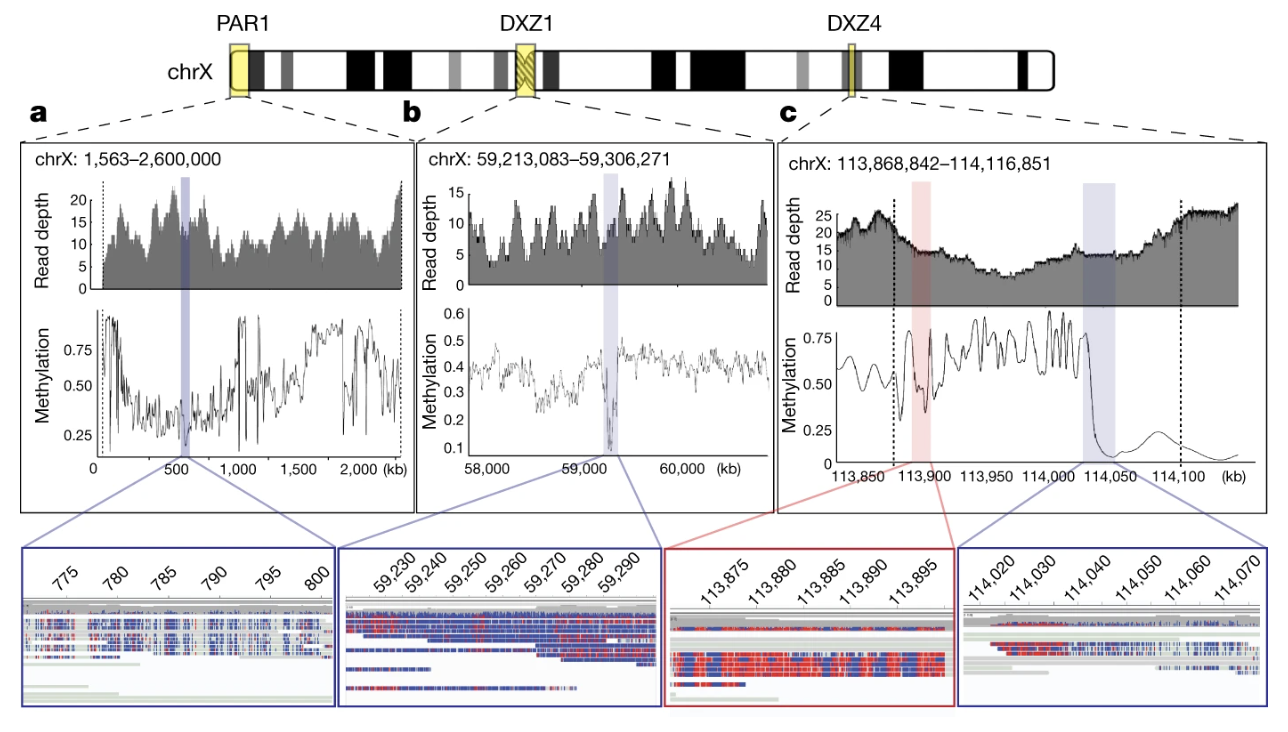 PAR1 DXZ1 DXZ4
chrX
a b c
chrX: 1,563–2,600,000
Read depth
20
15
10
5
0
Methylation
0.75
0.50
0.25
0 500 1,000 1,500 2,000 (kb)
chrX: 59,213,083–59,306,271
Read depth
15
10
5
0
Methylation
0.6
0.5
0.4
0.3
0.2
0.1
58,000 59,000 60,000 (kb)
chrX: 113,868,842–114,116,851
Read depth
25
20
15
10
5
0
Methylation
0.75
0.50
0.25
0
113,850 113,900 113,950 114,000 114,050 114,100 (kb)
775 780 785 790 795 800
59,230 59,240 59,250 59,260 59,270 59,280 59,290
113,875 113,880 113,885 113,890 113,895
114,020 114,030 114,040 114,050 114,060 114,070